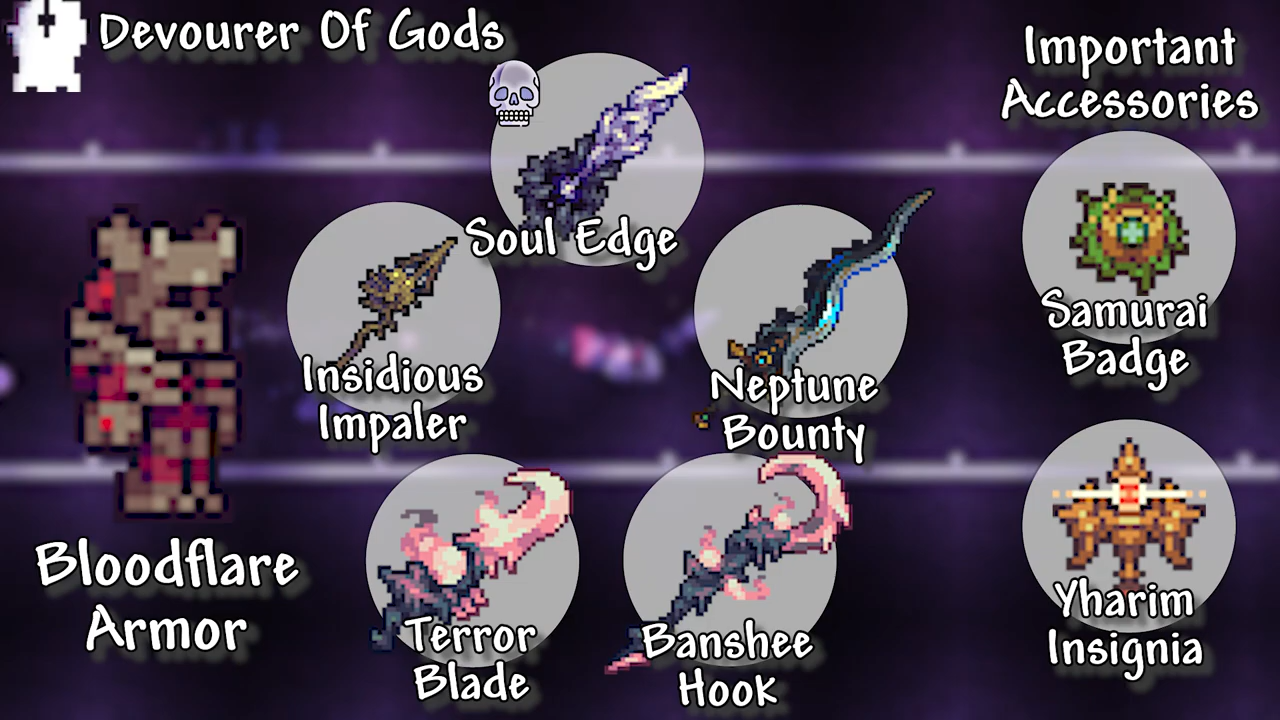 Devourer Of Gods
Important
Accessories
Soul Edge
Insidious
Impaler
Neptune
Bounty
Samurai
Badge
Bloodflare
Armor
Terror
Blade
Banshee
Hook
Yharim
Insignia